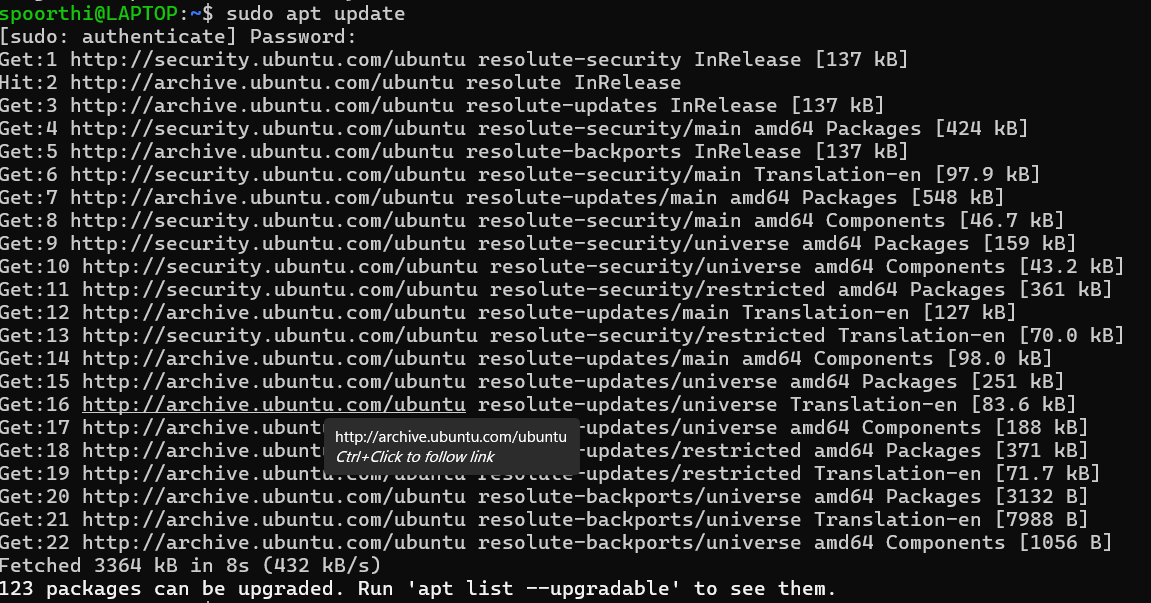 spoorthi@LAPTOP:~$ sudo apt update
[sudo: authenticate] Password:
Get:1 http://security.ubuntu.com/ubuntu resolute-security InRelease [137 kB]
Hit:2 http://archive.ubuntu.com/ubuntu resolute InRelease
Get:3 http://archive.ubuntu.com/ubuntu resolute-updates InRelease [137 kB]
Get:4 http://security.ubuntu.com/ubuntu resolute-security/main amd64 Packages [424 kB]
Get:5 http://archive.ubuntu.com/ubuntu resolute-backports InRelease [137 kB]
Get:6 http://security.ubuntu.com/ubuntu resolute-security/main Translation-en [97.9 kB]
Get:7 http://archive.ubuntu.com/ubuntu resolute-updates/main amd64 Packages [548 kB]
Get:8 http://security.ubuntu.com/ubuntu resolute-security/main amd64 Components [46.7 kB]
Get:9 http://security.ubuntu.com/ubuntu resolute-security/universe amd64 Packages [159 kB]
Get:10 http://security.ubuntu.com/ubuntu resolute-security/universe amd64 Components [43.2 kB]
Get:11 http://security.ubuntu.com/ubuntu resolute-security/restricted amd64 Packages [361 kB]
Get:12 http://archive.ubuntu.com/ubuntu resolute-updates/main Translation-en [127 kB]
Get:13 http://security.ubuntu.com/ubuntu resolute-security/restricted Translation-en [70.0 kB]
Get:14 http://archive.ubuntu.com/ubuntu resolute-updates/main amd64 Components [98.0 kB]
Get:15 http://archive.ubuntu.com/ubuntu resolute-updates/universe amd64 Packages [251 kB]
Get:16 http://archive.ubuntu.com/ubuntu resolute-updates/universe Translation-en [83.6 kB]
Get:17 http://archive.ubunt -updates/universe amd64 Components [188 kB]
http://archive.ubuntu.com/ubuntu
Ctrl+Click to follow link
Get:18 http://archive.ubunt -updates/restricted amd64 Packages [371 kB]
Get:19 http://archive.ubuntu.com/ubuntu resolute-updates/restricted Translation-en [71.7 kB]
Get:20 http://archive.ubuntu.com/ubuntu resolute-backports/universe amd64 Packages [3132 B]
Get:21 http://archive.ubuntu.com/ubuntu resolute-backports/universe Translation-en [7988 B]
Get:22 http://archive.ubuntu.com/ubuntu resolute-backports/universe amd64 Components [1056 B]
Fetched 3364 kB in 8s (432 kB/s)
123 packages can be upgraded. Run 'apt list --upgradable' to see them.